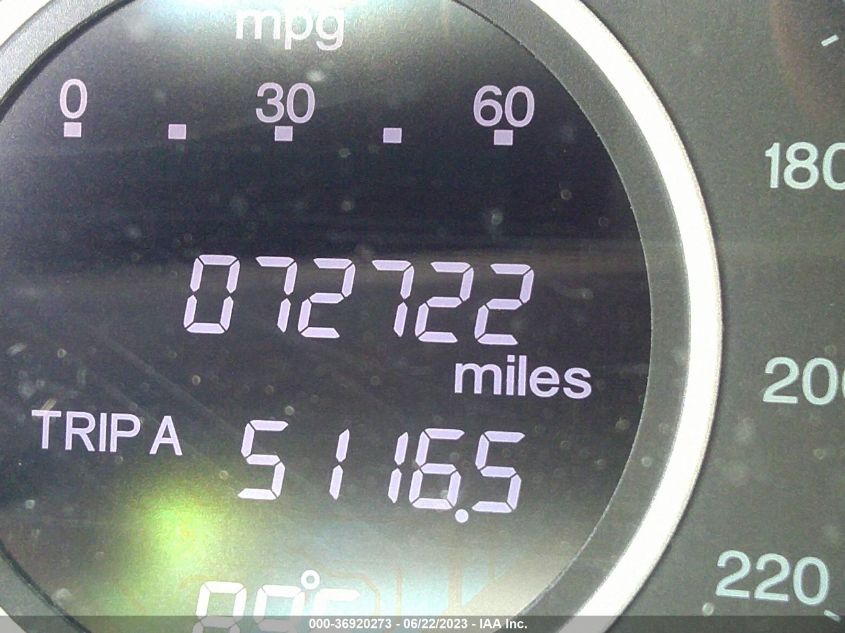 mpg
0 30 60
180
072722
miles
200
TRIP A 5116.5
220
89°F
000-36920273 - 06/22/2023 - IAA Inc.